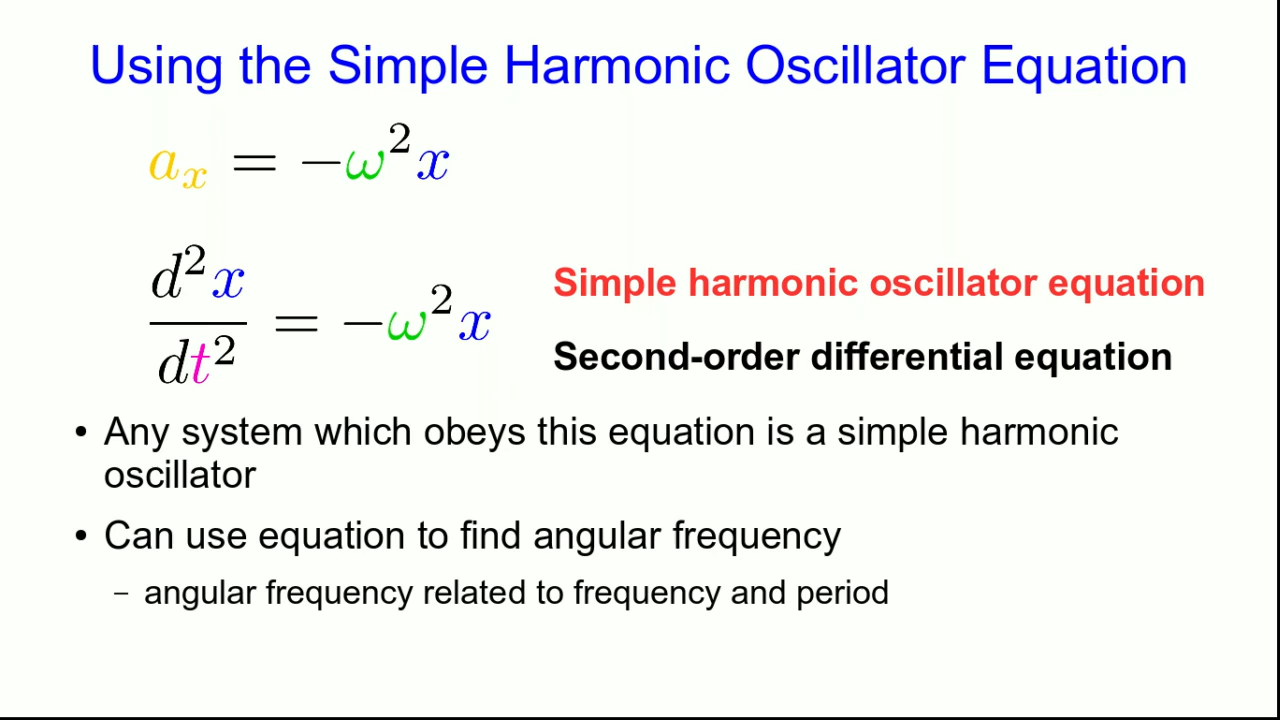 Using the Simple Harmonic Oscillator Equation
aₓ = −ω²x
d²x/dt² = −ω²x
Simple harmonic oscillator equation
Second-order differential equation
• Any system which obeys this equation is a simple harmonic
oscillator
• Can use equation to find angular frequency
– angular frequency related to frequency and period